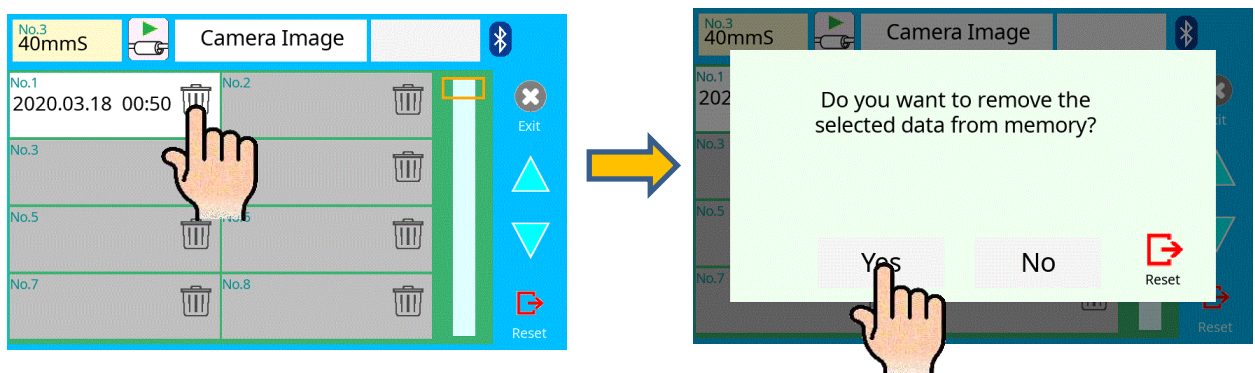 No.3
40mmS
Camera Image
No.1
2020.03.18 00:50
No.2
Exit
No.3
No.5
No.7
No.8
Reset
No.3
40mmS
Camera Image
No.1
202
No.3
No.5
No.7
Do you want to remove the
selected data from memory?
Yes
No
Reset
Reset